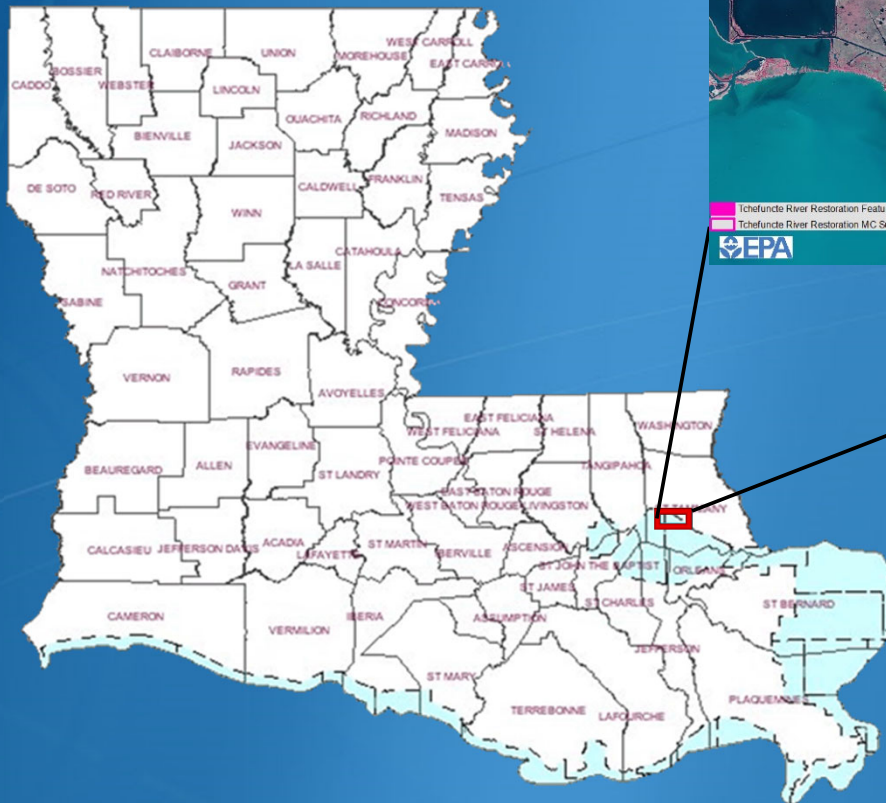 WEST CARROLL
CLAIBORNE
UNION
MOREHOUSE
EAST CARR
BOSSIER
CADDO
WEBSTER
LINCOLN
OUACHITA
RICHLAND
MADISON
BIENVILLE
JACKSON
DE SOTO
RED RIVER
CALDWELL
FRANKLIN
TENSAS
WINN
NATCHITOCHES
LA SALLE
CATAHOULA
GRANT
SABINE
CONCORDIA
VERNON
RAPIDES
AVOYELLES
EAST FELICIANA
WEST FELICIANA
ST HELENA
WASHINGTON
EVANGELINE
BEAUREGARD
ALLEN
ST LANDRY
POINTE COUPEE
TANGIPAHOA
EAST BATON ROUGE
WEST BATON ROUGE
LIVINGSTON
ST TAMMANY
CALCASIEU
JEFFERSON DAVIS
ACADIA
LAFAYETTE
ST MARTIN
IBERVILLE
ASCENSION
ST JOHN THE BAPTIST
ORLEANS
ST JAMES
ST CHARLES
ST BERNARD
CAMERON
VERMILION
IBERIA
ASSUMPTION
JEFFERSON
ST MARY
PLAQUEMINES
TERREBONNE
LAFOURCHE
Tchefuncte River Restoration Featu
Tchefuncte River Restoration MC S
EPA